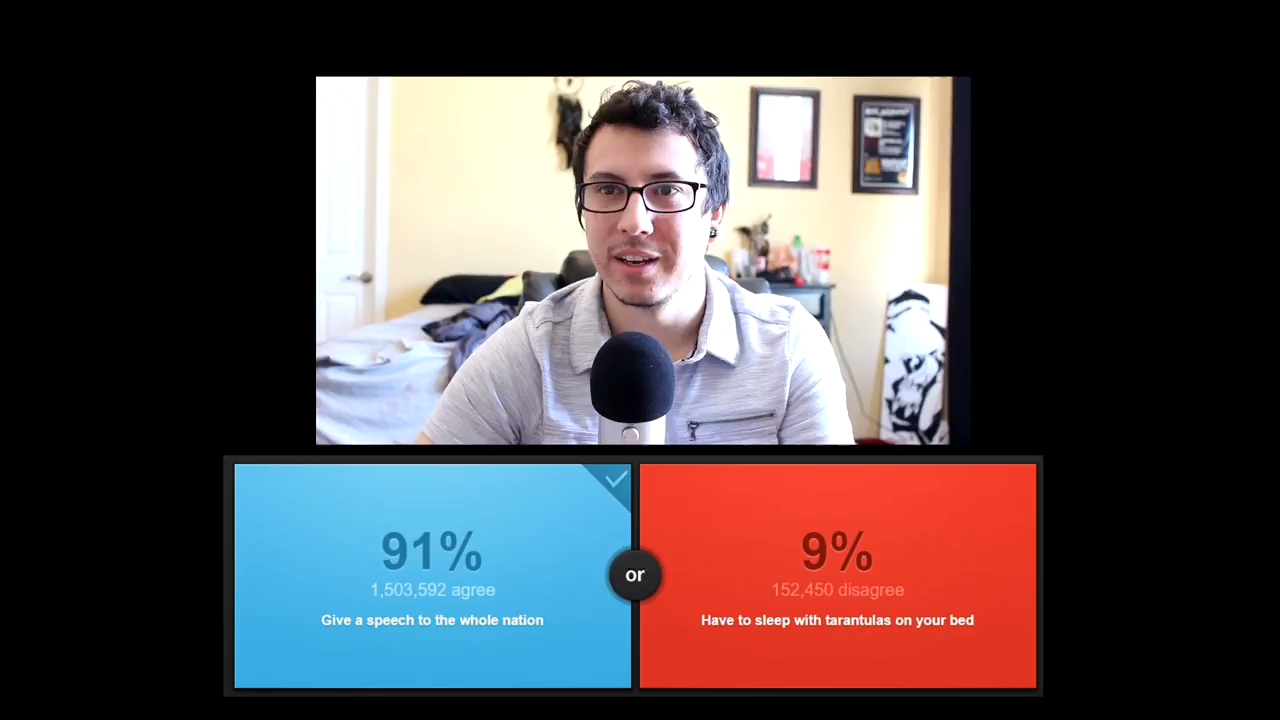 91%
1,503,592 agree
Give a speech to the whole nation
or
9%
152,450 disagree
Have to sleep with tarantulas on your bed